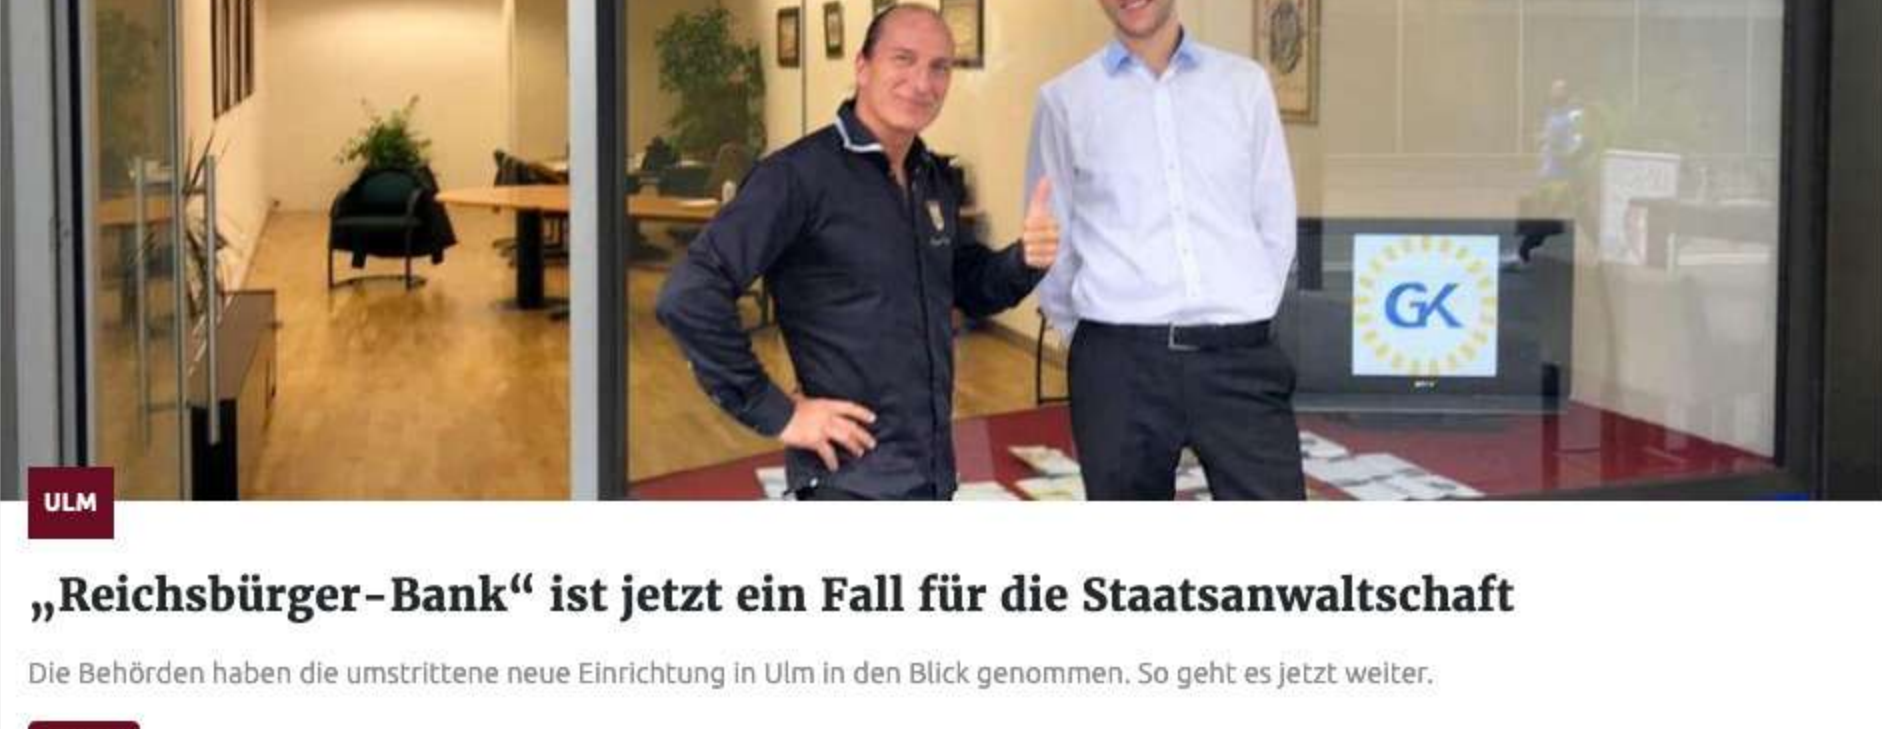 GK
ULM
„Reichsbürger-Bank“ ist jetzt ein Fall für die Staatsanwaltschaft
Die Behörden haben die umstrittene neue Einrichtung in Ulm in den Blick genommen. So geht es jetzt weiter.